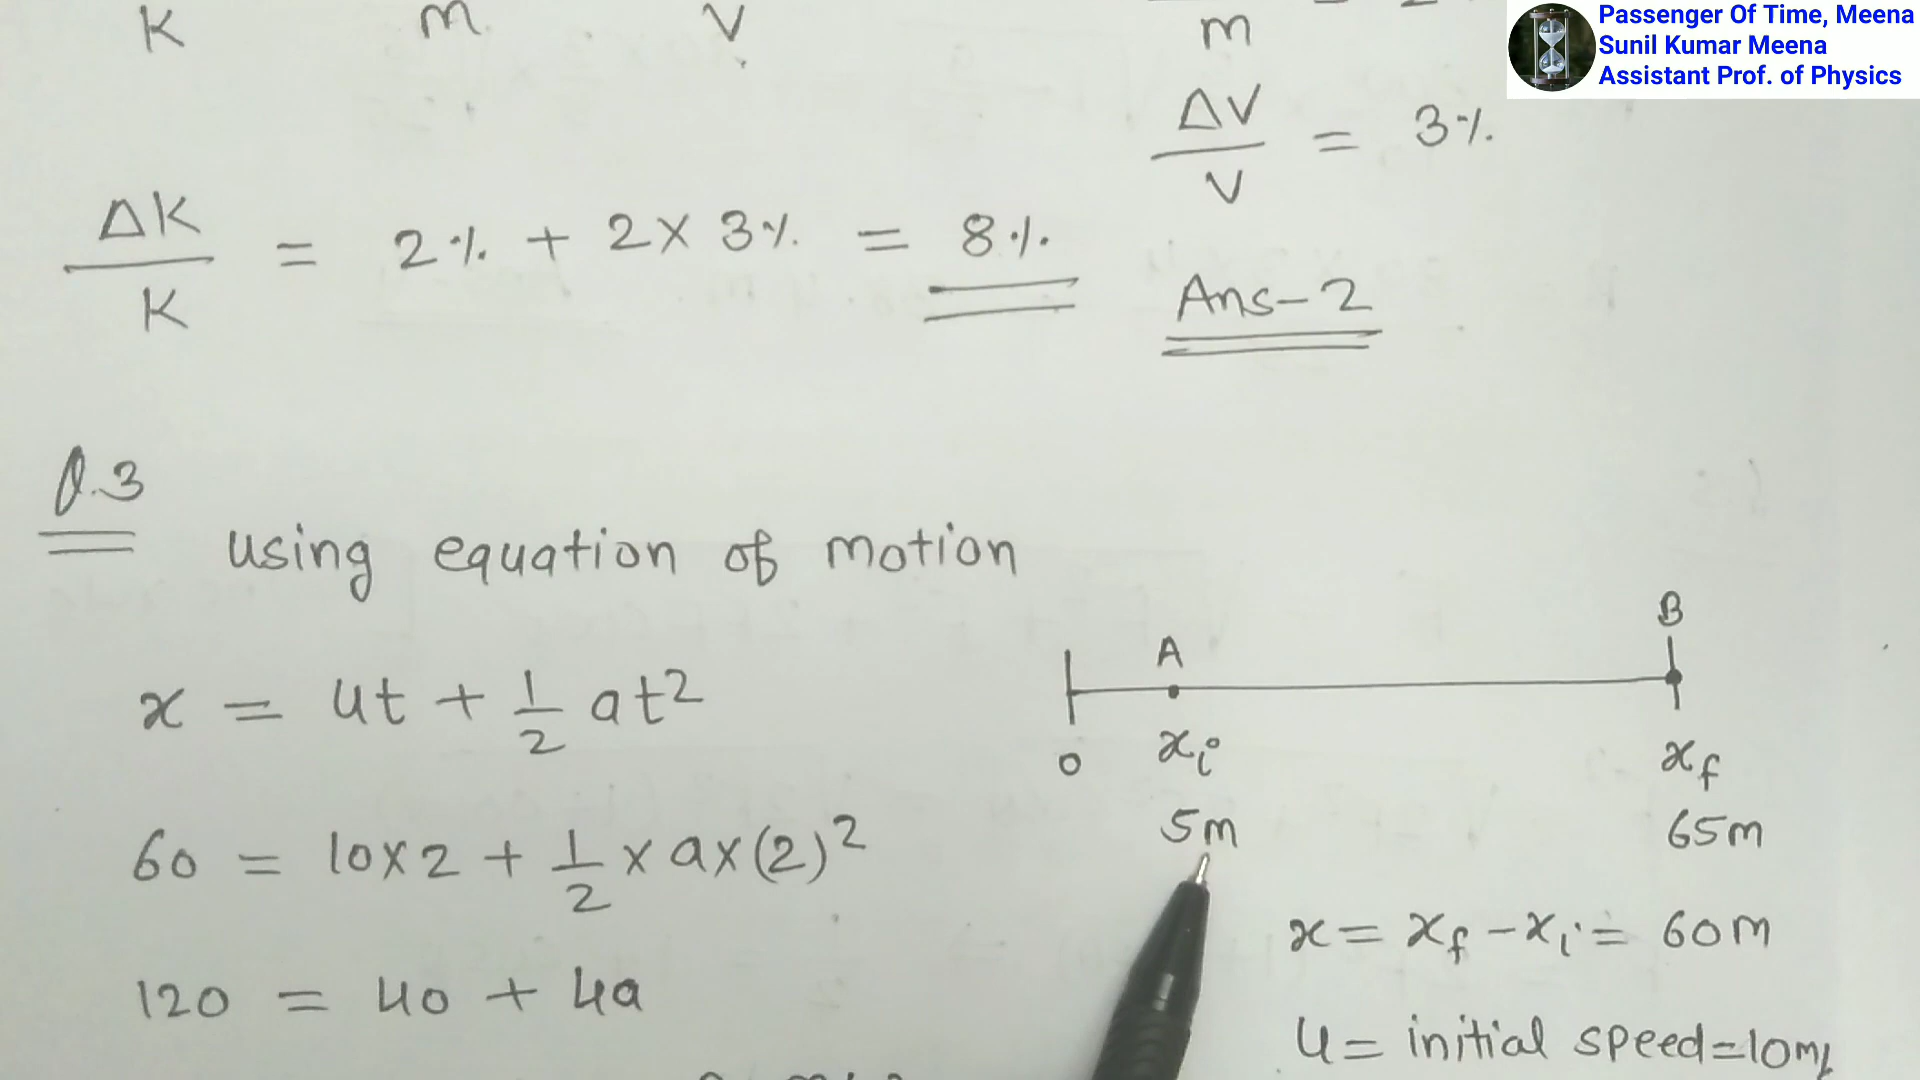 K m V m
Passenger Of Time, Meena
Sunil Kumar Meena
Assistant Prof. of Physics
ΔV/V = 3%
ΔK/K = 2% + 2 × 3% = 8%
Ans-2
Q.3
using equation of motion
A B
x = ut + 1/2 at²
0 xi xf
5m 65m
60 = 10×2 + 1/2 × a×(2)²
x = xf - xi = 60m
120 = 40 + 4a
u = initial speed = 10m/